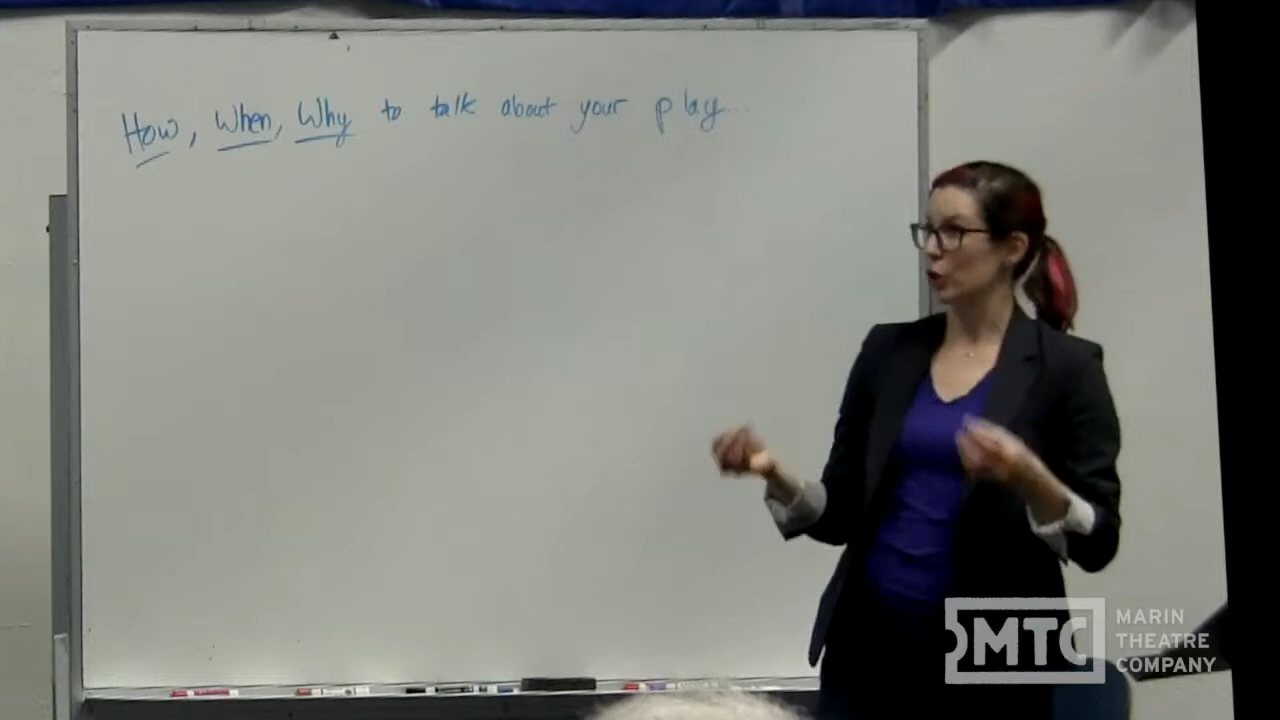 How, When, Why to talk about your play...
MTC
MARIN
THEATRE
COMPANY